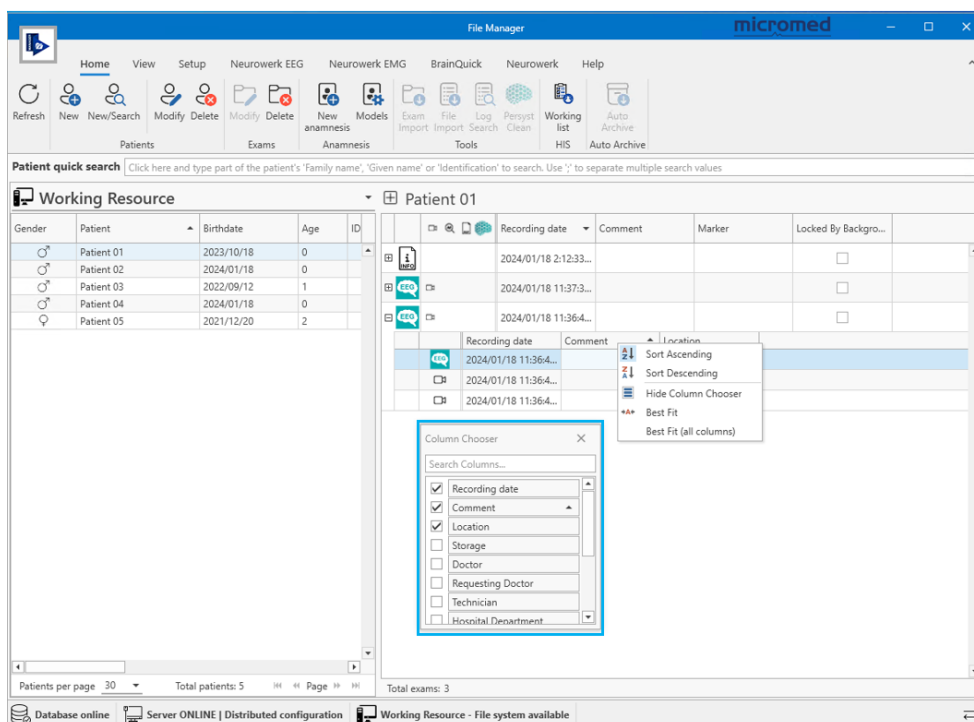 File Manager
micromed
Home View Setup Neurowerk EEG Neurowerk EMG BrainQuick Neurowerk Help
Refresh New New/Search Modify Delete Modify Delete New anamnesis Models Exam Import File Import Log Search Persyst Clean Working list Auto Archive
Patients Exams Anamnesis Tools HIS Auto Archive
Patient quick search Click here and type part of the patient's 'Family name', 'Given name' or 'Identification' to search. Use ';' to separate multiple search values
Working Resource
Gender Patient Birthdate Age ID
Patient 01 2023/10/18 0
Patient 02 2024/01/18 0
Patient 03 2022/09/12 1
Patient 04 2024/01/18 0
Patient 05 2021/12/20 2
Patients per page 30 Total patients: 5 Page
Patient 01
Recording date Comment Marker Locked By Backgro...
INFO 2024/01/18 2:12:33...
EEG 2024/01/18 11:37:3...
EEG 2024/01/18 11:36:4...
Recording date Comment Location
EEG 2024/01/18 11:36:4...
2024/01/18 11:36:4...
2024/01/18 11:36:4...
Sort Ascending
Sort Descending
Hide Column Chooser
Best Fit
Best Fit (all columns)
Column Chooser
Search Columns...
Recording date
Comment
Location
Storage
Doctor
Requesting Doctor
Technician
Hospital Department
Total exams: 3
Database online Server ONLINE | Distributed configuration Working Resource - File system available